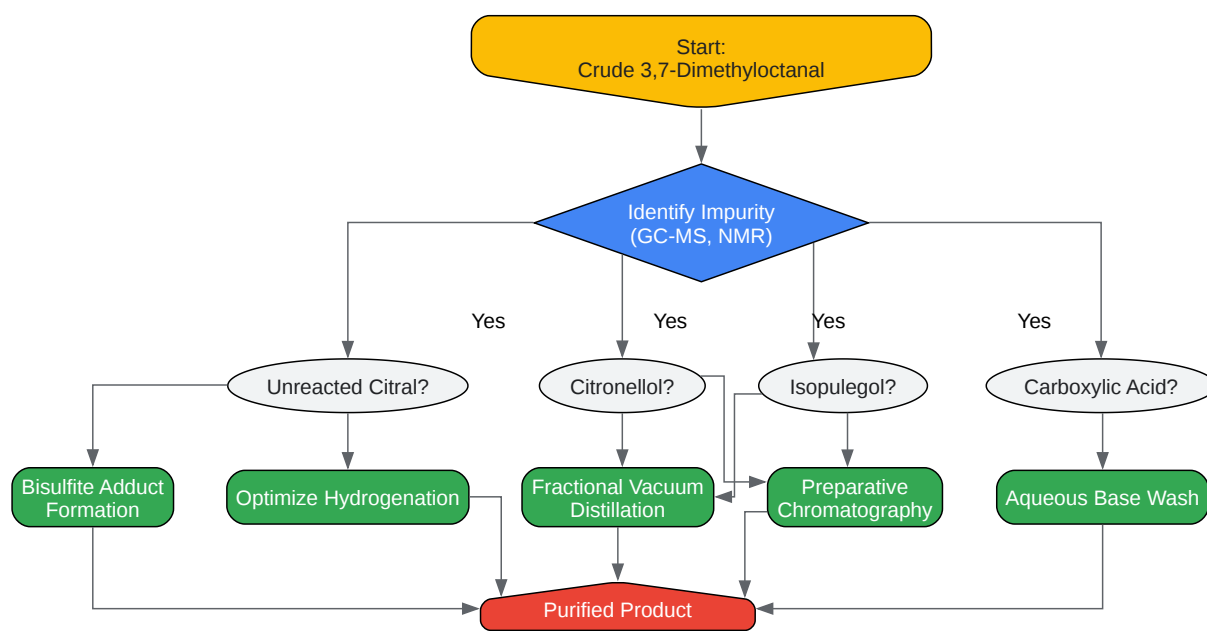 Start:
Crude 3,7-Dimethyloctanal
Identify Impurity
(GC-MS, NMR)
Yes
Yes
Yes
Yes
Unreacted Citral?
Citronellol?
Isopulegol?
Carboxylic Acid?
Bisulfite Adduct
Formation
Optimize Hydrogenation
Fractional Vacuum
Distillation
Preparative
Chromatography
Aqueous Base Wash
Purified Product